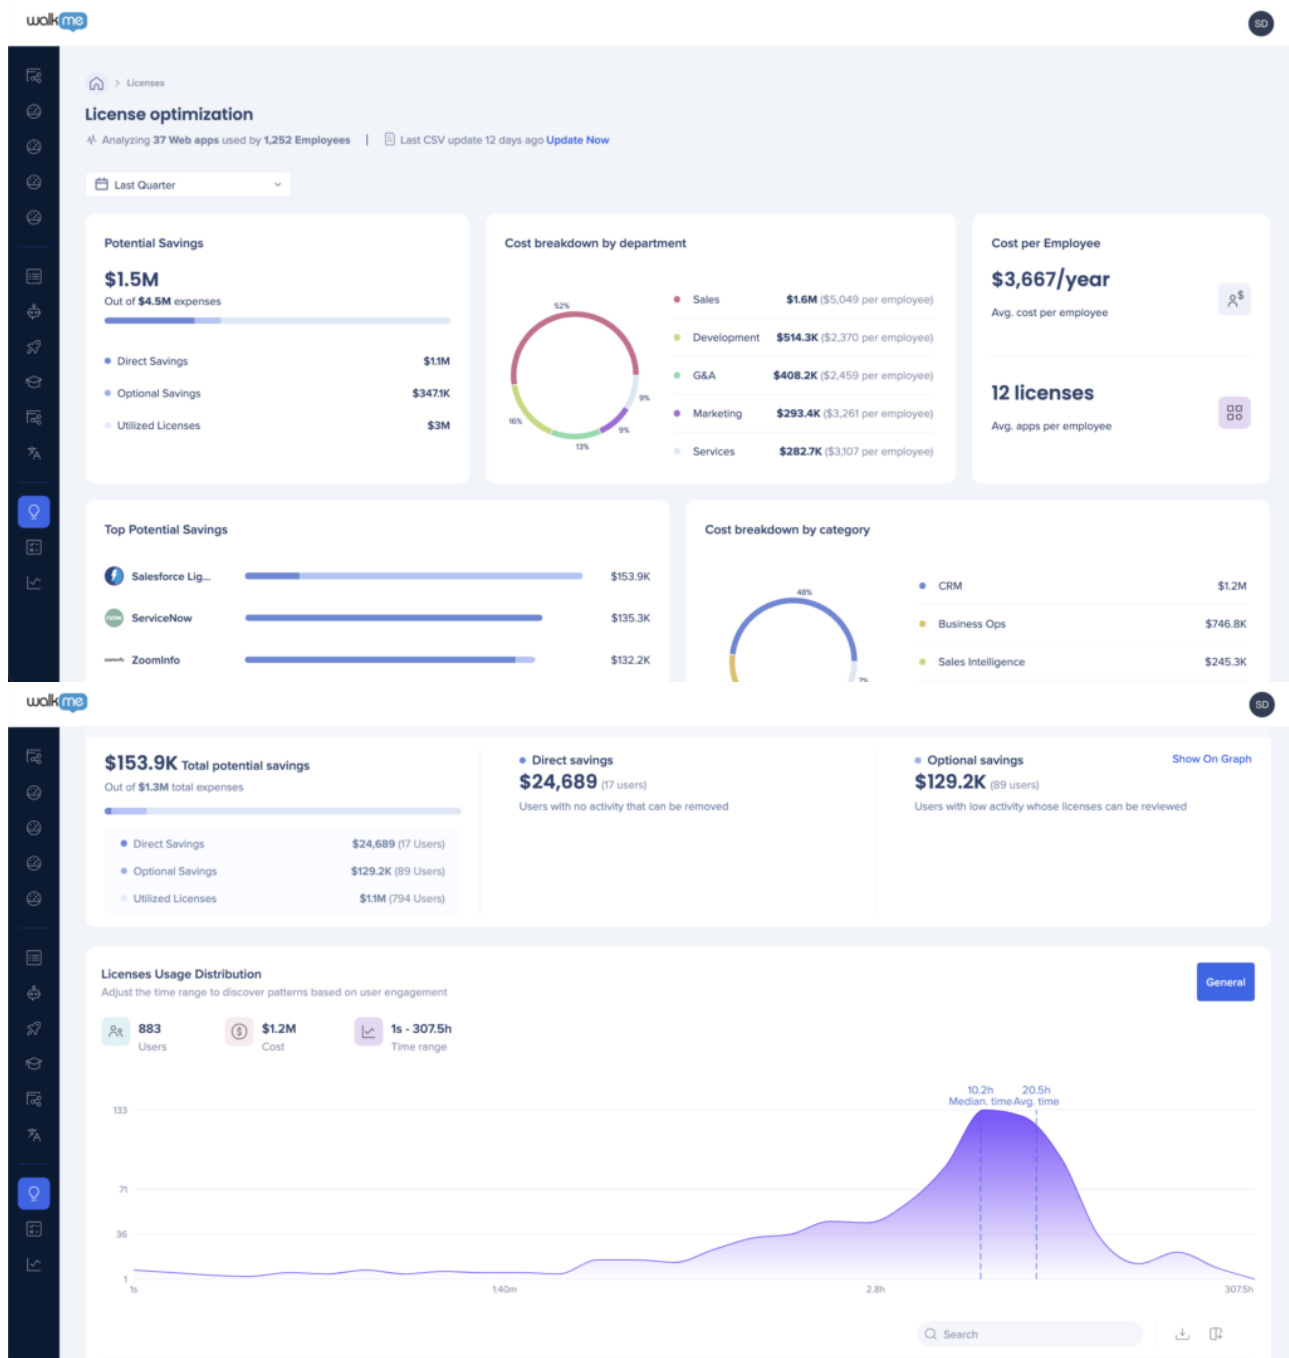 walkme
SD
Licenses
License optimization
Analyzing 37 Web apps used by 1,252 Employees | Last CSV update 12 days ago Update Now
Last Quarter
Potential Savings
$1.5M
Out of $4.5M expenses
Direct Savings $1.1M
Optional Savings $347.1K
Utilized Licenses $3M
Cost breakdown by department
52%
16%
13%
9%
9%
Sales $1.6M ($5,049 per employee)
Development $514.3K ($2,370 per employee)
G&A $408.2K ($2,459 per employee)
Marketing $293.4K ($3,261 per employee)
Services $282.7K ($3,107 per employee)
Cost per Employee
$3,667/year
Avg. cost per employee
12 licenses
Avg. apps per employee
Top Potential Savings
Salesforce Lig... $153.9K
now
ServiceNow $135.3K
zoominfo
ZoomInfo $132.2K
Cost breakdown by category
48%
7%
CRM $1.2M
Business Ops $746.8K
Sales Intelligence $245.3K
walkme
SD
$153.9K Total potential savings
Out of $1.3M total expenses
Direct Savings $24,689 (17 Users)
Optional Savings $129.2K (89 Users)
Utilized Licenses $1.1M (794 Users)
Direct savings
$24,689 (17 users)
Users with no activity that can be removed
Optional savings
Show On Graph
$129.2K (89 users)
Users with low activity whose licenses can be reviewed
Licenses Usage Distribution
Adjust the time range to discover patterns based on user engagement
General
883
Users
$1.2M
Cost
1s - 307.5h
Time range
10.2h
Median. time
20.5h
Avg. time
133
71
36
1
1s
1:40m
2.8h
307.5h
Search